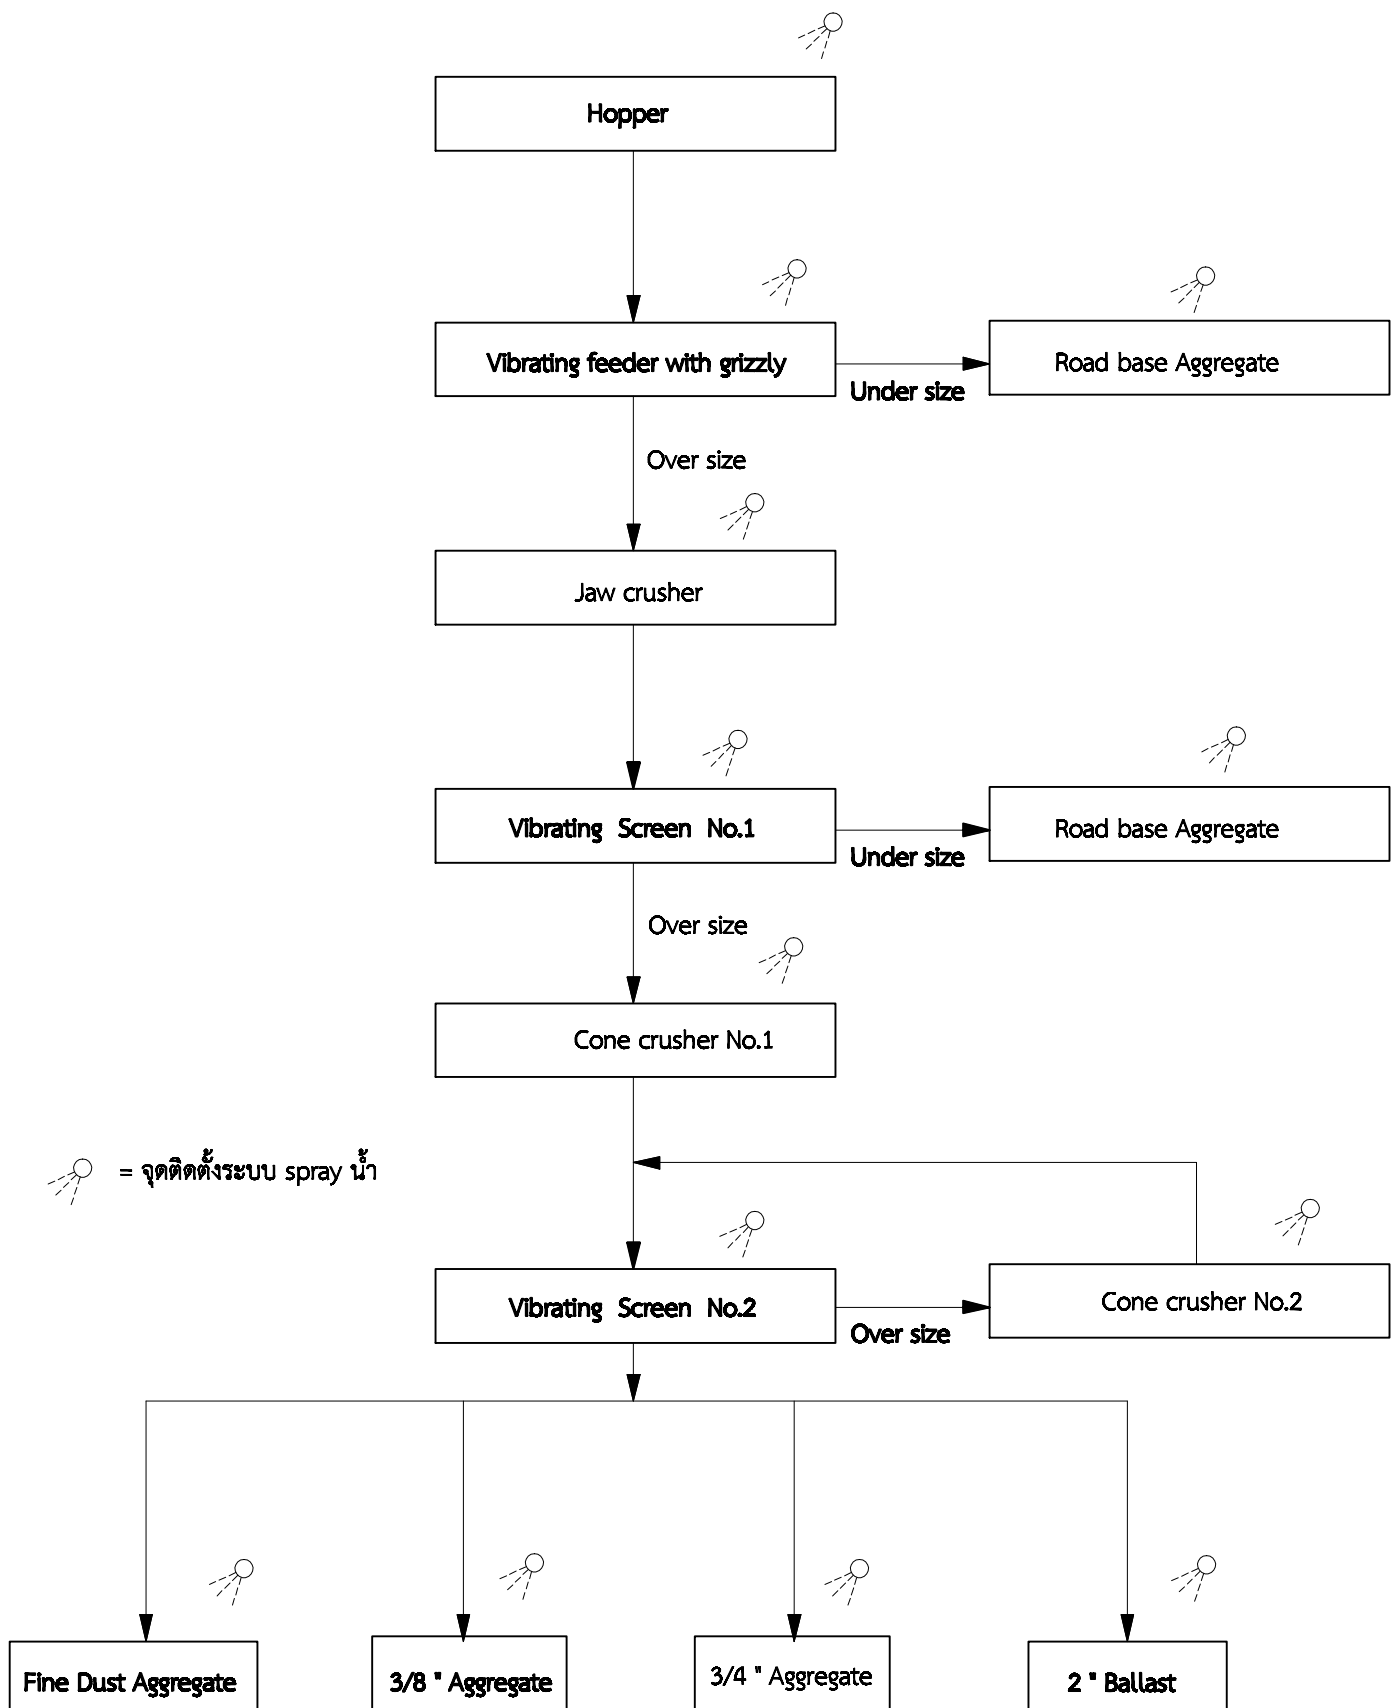 Hopper
Vibrating feeder with grizzly
Under size
Road base Aggregate
Over size
Jaw crusher
Vibrating Screen No.1
Under size
Road base Aggregate
Over size
Cone crusher No.1
= จุดติดตั้งระบบ spray น้ำ
Vibrating Screen No.2
Over size
Cone crusher No.2
Fine Dust Aggregate
3/8 " Aggregate
3/4 " Aggregate
2 " Ballast